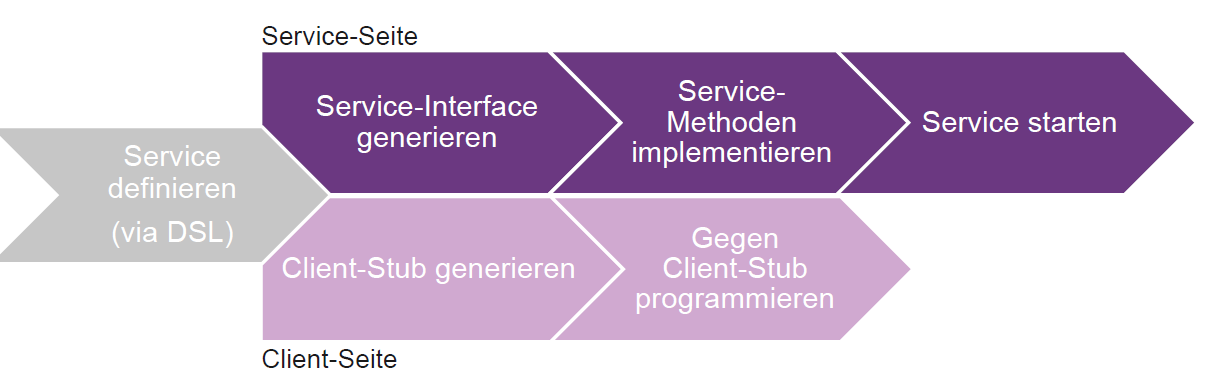 Service-Seite
Service
definieren
(via DSL)
Service-Interface
generieren
Service-
Methoden
implementieren
Service starten
Client-Stub generieren
Gegen
Client-Stub
programmieren
Client-Seite